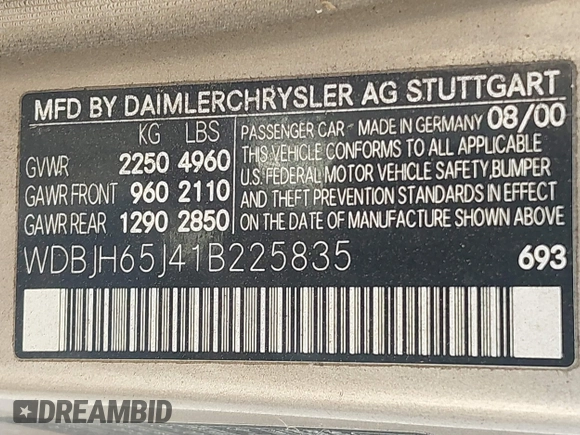 MFD BY DAIMLERCHRYSLER AG STUTTGART
KG LBS PASSENGER CAR - MADE IN GERMANY 08/00
GVWR 2250 4960 THIS VEHICLE CONFORMS TO ALL APPLICABLE
GAWR FRONT 960 2110 U.S. FEDERAL MOTOR VEHICLE SAFETY, BUMPER
AND THEFT PREVENTION STANDARDS IN EFFECT
GAWR REAR 1290 2850 ON THE DATE OF MANUFACTURE SHOWN ABOVE
WDBJH65J41B225835 693
DREAMBID